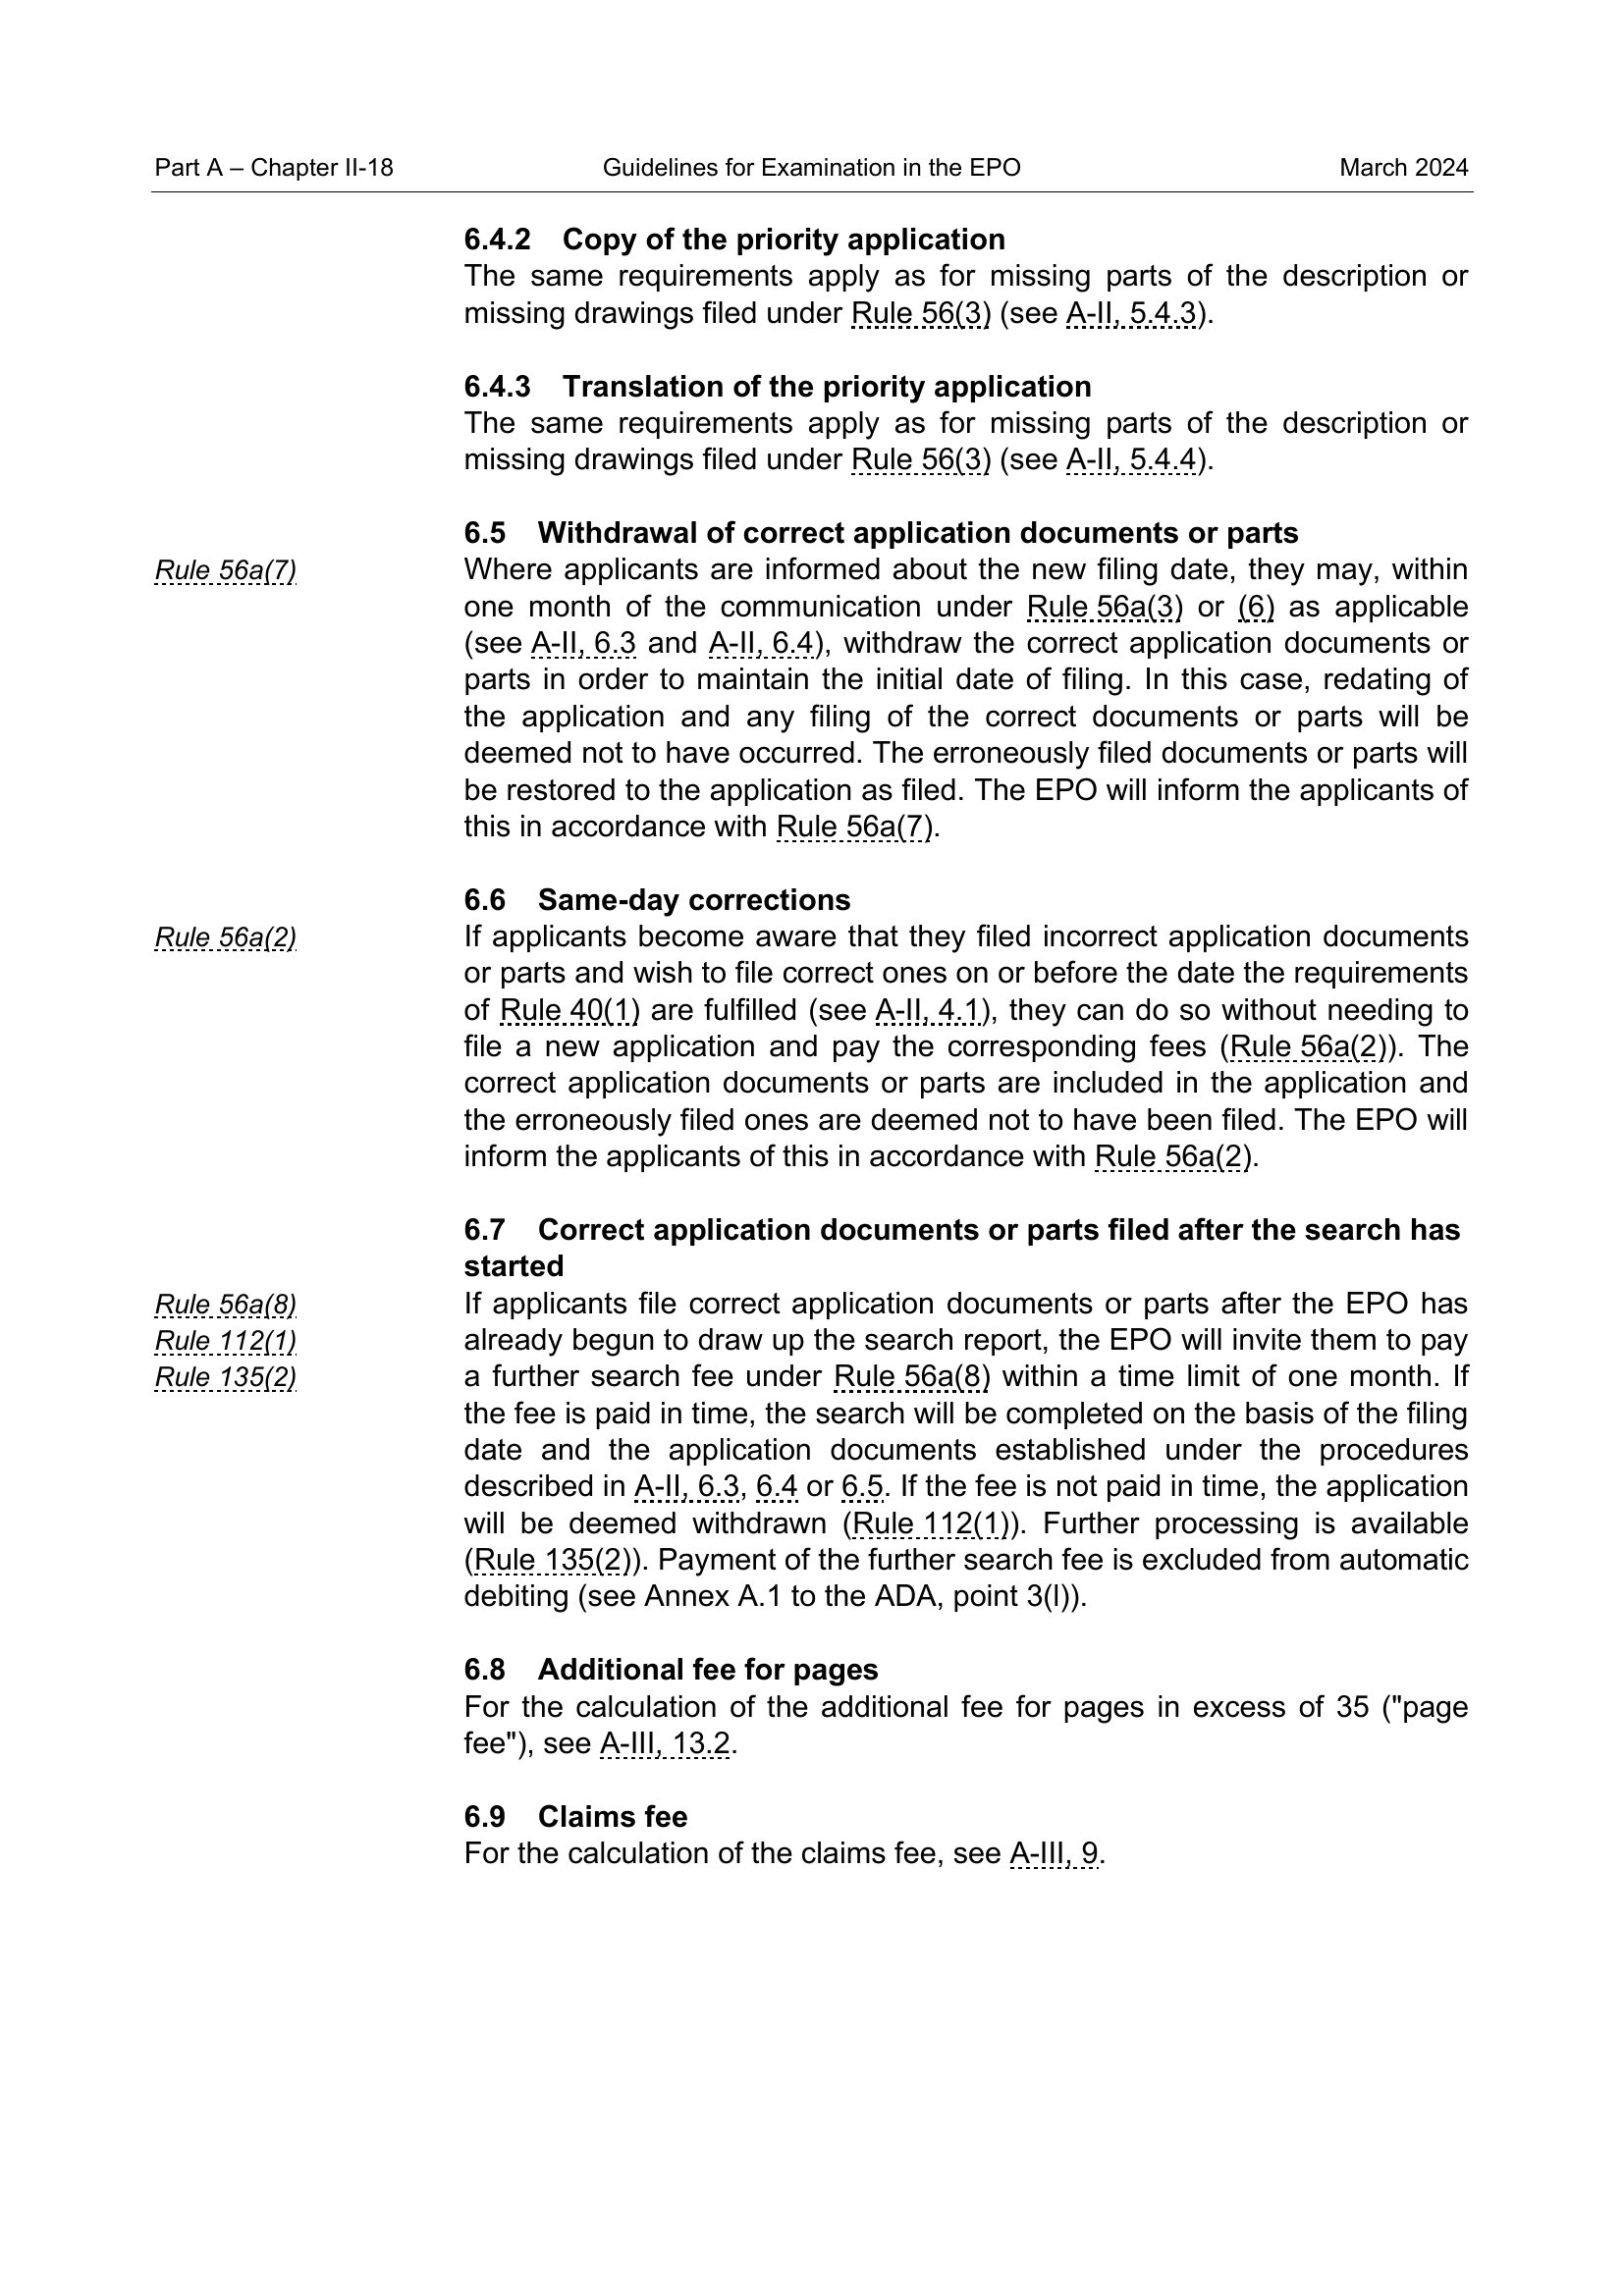 Part A – Chapter II-18 Guidelines for Examination in the EPO March 2024
6.4.2 Copy of the priority application
The same requirements apply as for missing parts of the description or
missing drawings filed under Rule 56(3) (see A-II, 5.4.3).
6.4.3 Translation of the priority application
The same requirements apply as for missing parts of the description or
missing drawings filed under Rule 56(3) (see A-II, 5.4.4).
6.5 Withdrawal of correct application documents or parts
Rule 56a(7)
Where applicants are informed about the new filing date, they may, within
one month of the communication under Rule 56a(3) or (6) as applicable
(see A-II, 6.3 and A-II, 6.4), withdraw the correct application documents or
parts in order to maintain the initial date of filing. In this case, redating of
the application and any filing of the correct documents or parts will be
deemed not to have occurred. The erroneously filed documents or parts will
be restored to the application as filed. The EPO will inform the applicants of
this in accordance with Rule 56a(7).
6.6 Same-day corrections
Rule 56a(2)
If applicants become aware that they filed incorrect application documents
or parts and wish to file correct ones on or before the date the requirements
of Rule 40(1) are fulfilled (see A-II, 4.1), they can do so without needing to
file a new application and pay the corresponding fees (Rule 56a(2)). The
correct application documents or parts are included in the application and
the erroneously filed ones are deemed not to have been filed. The EPO will
inform the applicants of this in accordance with Rule 56a(2).
6.7 Correct application documents or parts filed after the search has
started
Rule 56a(8)
Rule 112(1)
Rule 135(2)
If applicants file correct application documents or parts after the EPO has
already begun to draw up the search report, the EPO will invite them to pay
a further search fee under Rule 56a(8) within a time limit of one month. If
the fee is paid in time, the search will be completed on the basis of the filing
date and the application documents established under the procedures
described in A-II, 6.3, 6.4 or 6.5. If the fee is not paid in time, the application
will be deemed withdrawn (Rule 112(1)). Further processing is available
(Rule 135(2)). Payment of the further search fee is excluded from automatic
debiting (see Annex A.1 to the ADA, point 3(l)).
6.8 Additional fee for pages
For the calculation of the additional fee for pages in excess of 35 ("page
fee"), see A-III, 13.2.
6.9 Claims fee
For the calculation of the claims fee, see A-III, 9.